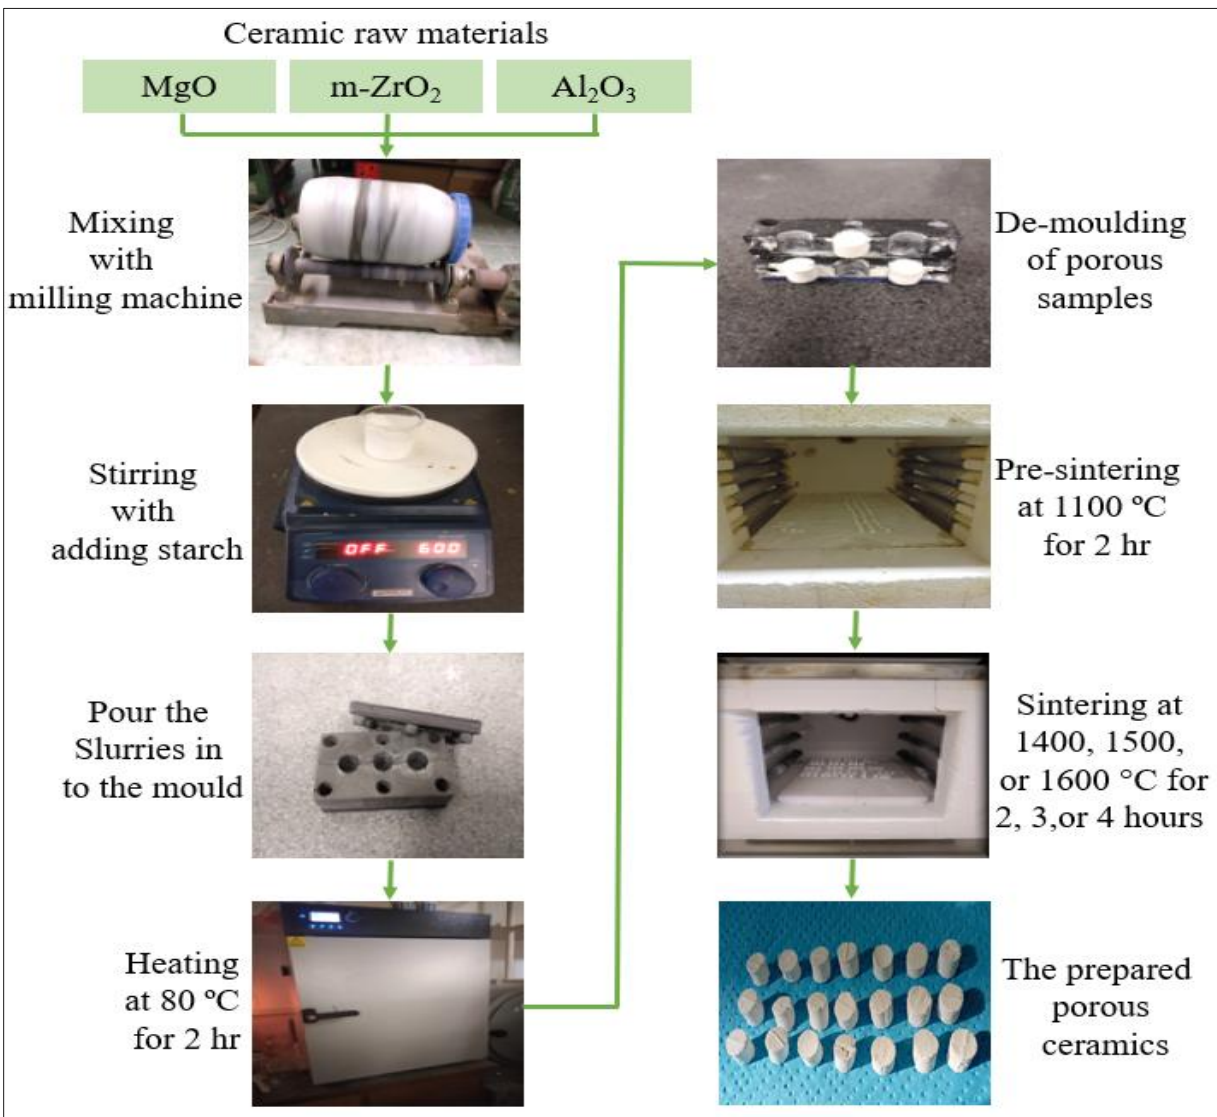 Ceramic raw materials
MgO
m-ZrO₂
Al₂O₃
Mixing
with
milling machine
Stirring
with
adding starch
OFF 600
Pour the
Slurries in
to the mould
Heating
at 80 ºC
for 2 hr
De-moulding
of porous
samples
Pre-sintering
at 1100 ºC
for 2 hr
Sintering at
1400, 1500,
or 1600 °C for
2, 3,or 4 hours
The prepared
porous
ceramics